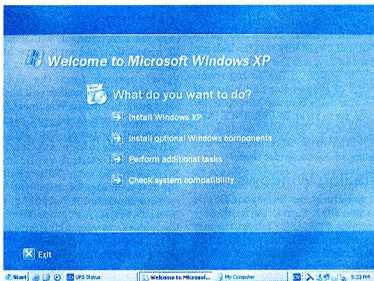 Welcome to Microsoft Windows XP
What do you want to do?
Install Windows XP
Install optional Windows components
Perform additional tasks
Check system compatibility
Exit
Start
UPS Status
Welcome to Microsof...
My Computer
EN
5:23 PM